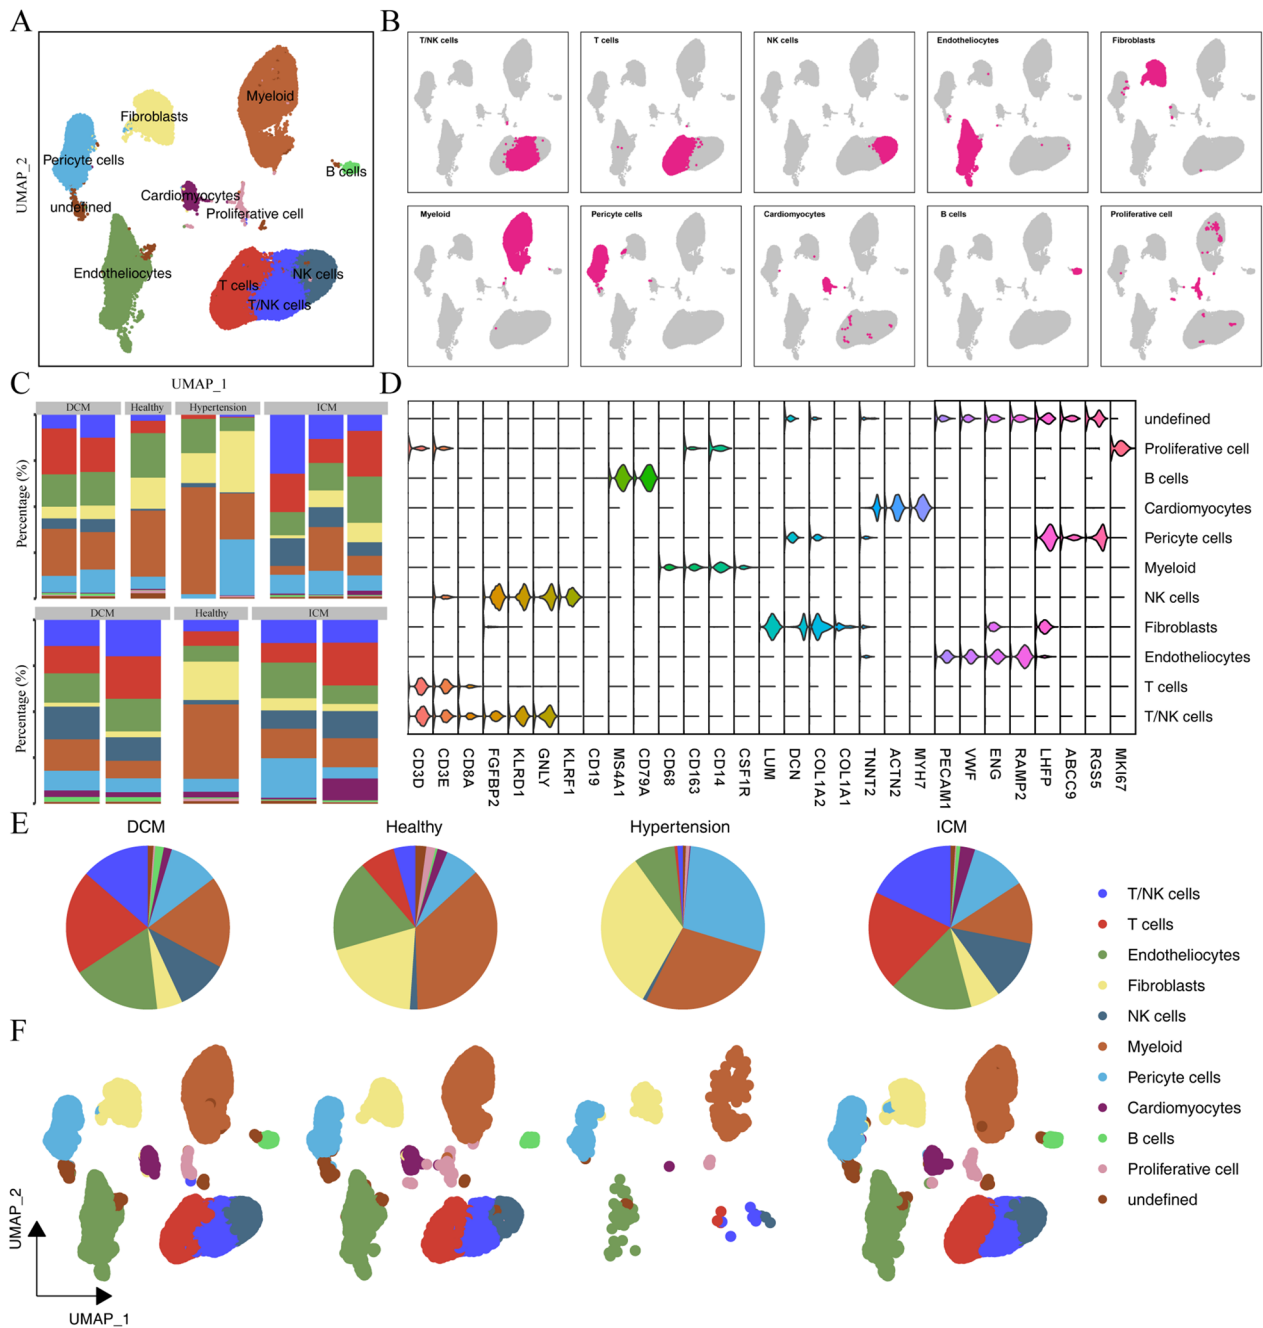 A
UMAP_2
Fibroblasts
Myeloid
Pericyte cells
B cells
undefined
Cardiomyocytes
Proliferative cell
Endotheliocytes
T cells
NK cells
T/NK cells
UMAP_1
B
T/NK cells
T cells
NK cells
Endotheliocytes
Fibroblasts
Myeloid
Pericyte cells
Cardiomyocytes
B cells
Proliferative cell
C
DCM
Healthy
Hypertension
ICM
Percentage (%)
DCM
Healthy
ICM
Percentage (%)
D
undefined
Proliferative cell
B cells
Cardiomyocytes
Pericyte cells
Myeloid
NK cells
Fibroblasts
Endotheliocytes
T cells
T/NK cells
CD3D
CD3E
CD8A
FGFBP2
KLRD1
GNLY
KLRF1
CD19
MS4A1
CD79A
CD68
CD163
CD14
CSF1R
LUM
DCN
COL1A2
COL1A1
TNNT2
ACTN2
MYH7
PECAM1
VWF
ENG
RAMP2
LHFP
ABCC9
RGS5
MKI67
E
DCM
Healthy
Hypertension
ICM
T/NK cells
T cells
Endotheliocytes
Fibroblasts
NK cells
Myeloid
Pericyte cells
Cardiomyocytes
B cells
Proliferative cell
undefined
F
UMAP_2
UMAP_1